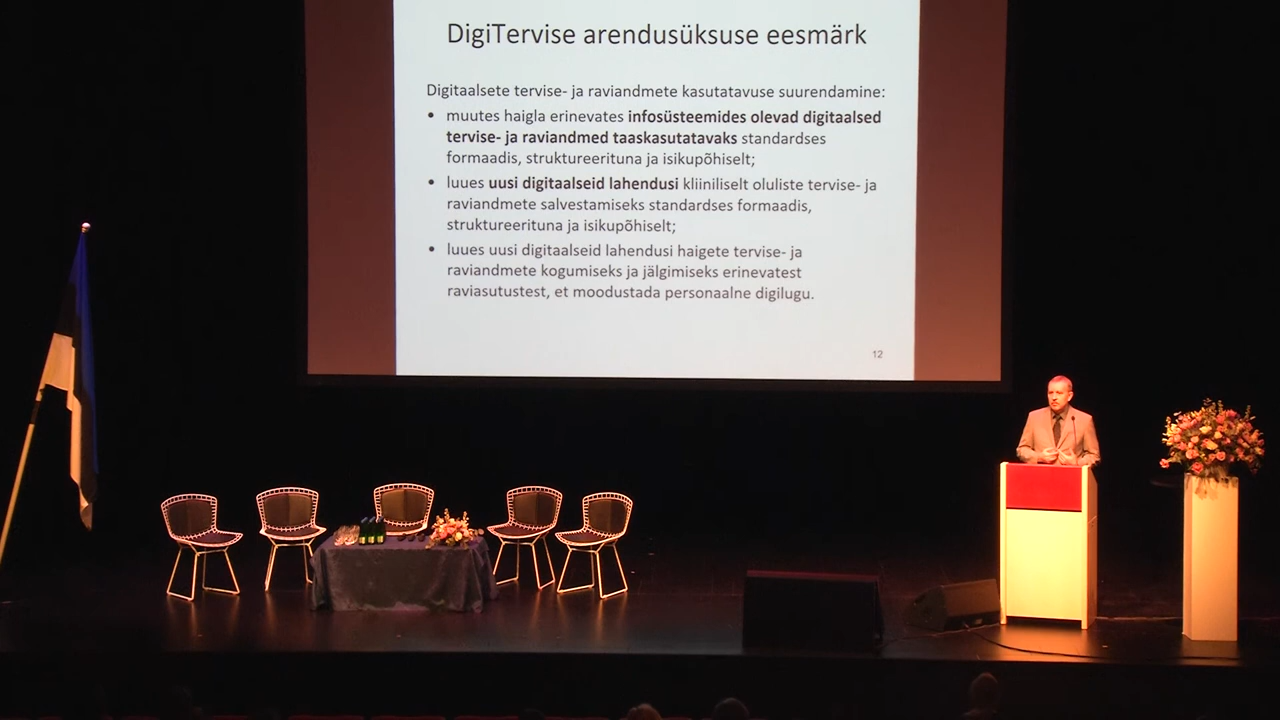 DigiTervise arendusüksuse eesmärk
Digitaalsete tervise- ja raviandmete kasutatavuse suurendamine:
• muutes haigla erinevates infosüsteemides olevad digitaalsed
tervise- ja raviandmed taaskasutatavaks standardses
formaadis, struktureerituna ja isikupõhiselt;
• luues uusi digitaalseid lahendusi kliiniliselt oluliste tervise- ja
raviandmete salvestamiseks standardses formaadis,
struktureerituna ja isikupõhiselt;
• luues uusi digitaalseid lahendusi haigete tervise- ja
raviandmete kogumiseks ja jälgimiseks erinevatest
raviasutustest, et moodustada personaalne digilugu.
12